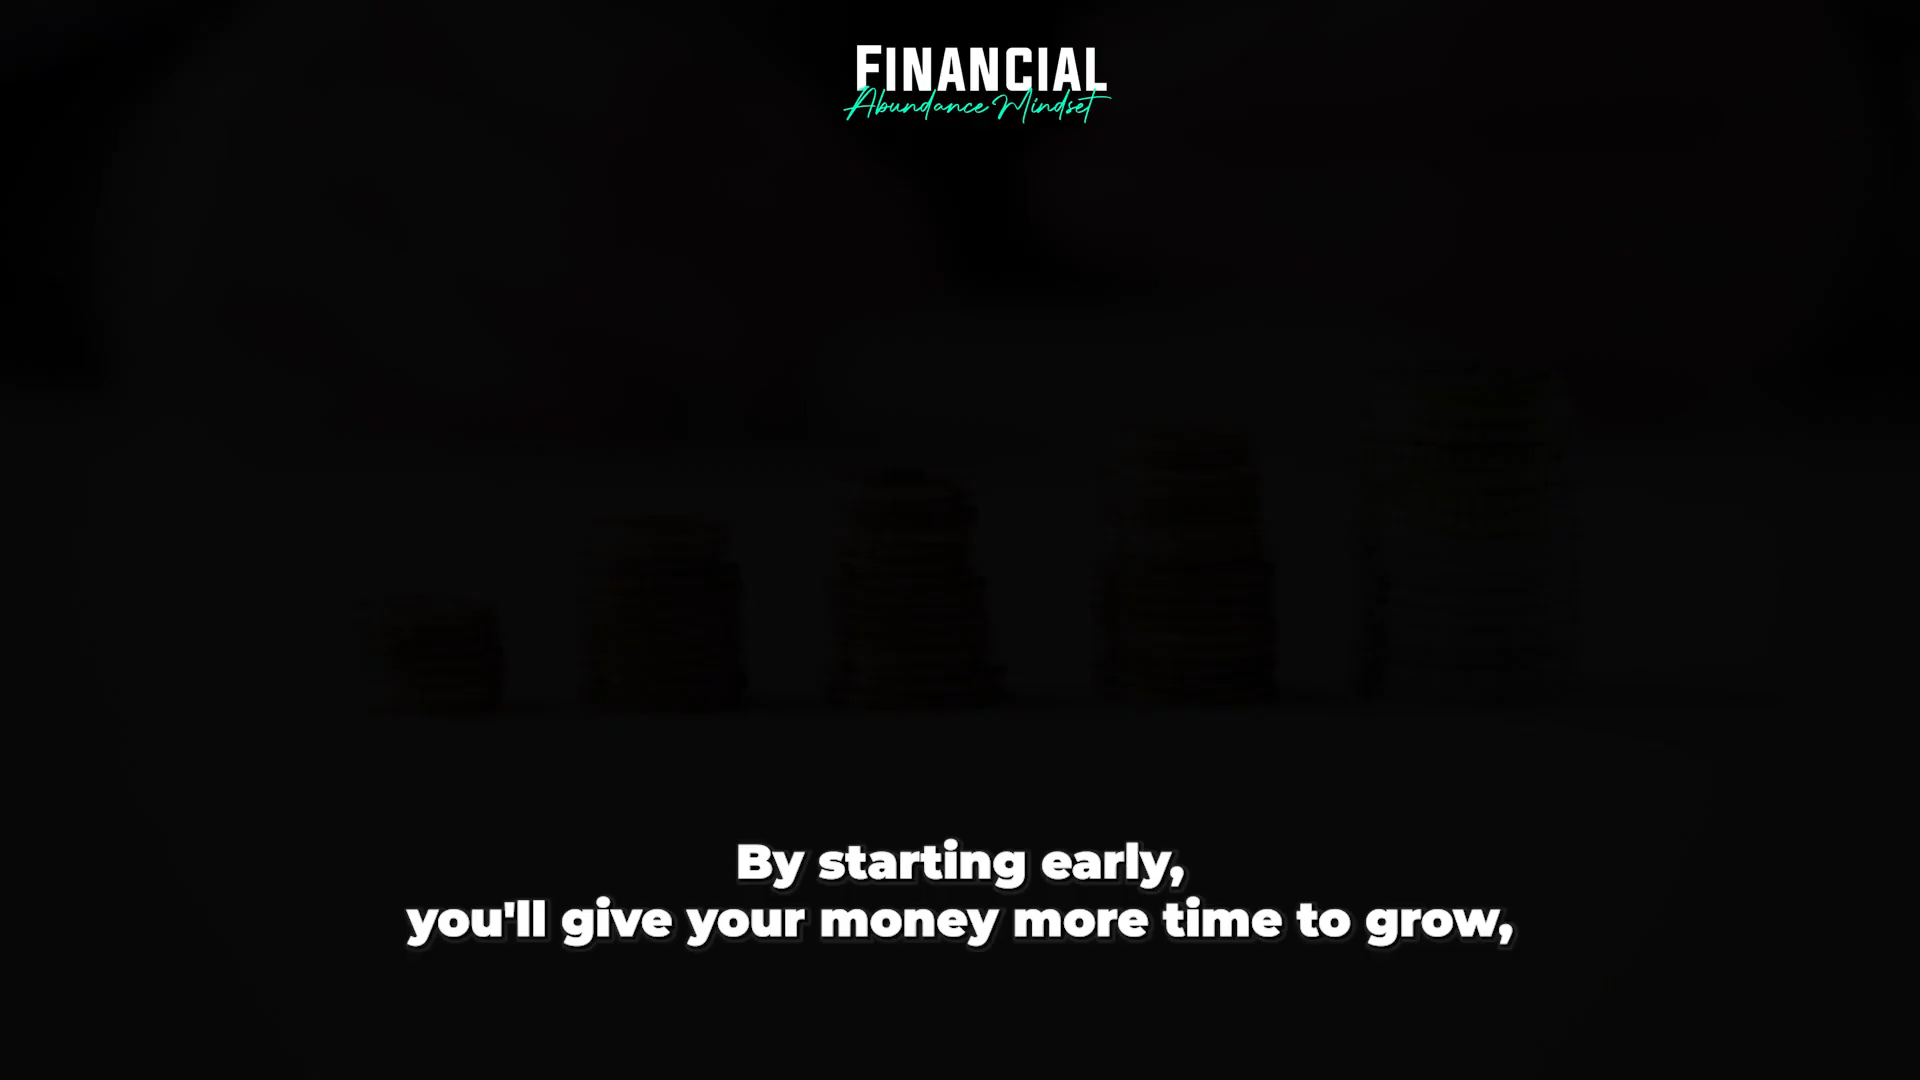 FINANCIAL
Abundance Mindset
By starting early,
you'll give your money more time to grow,